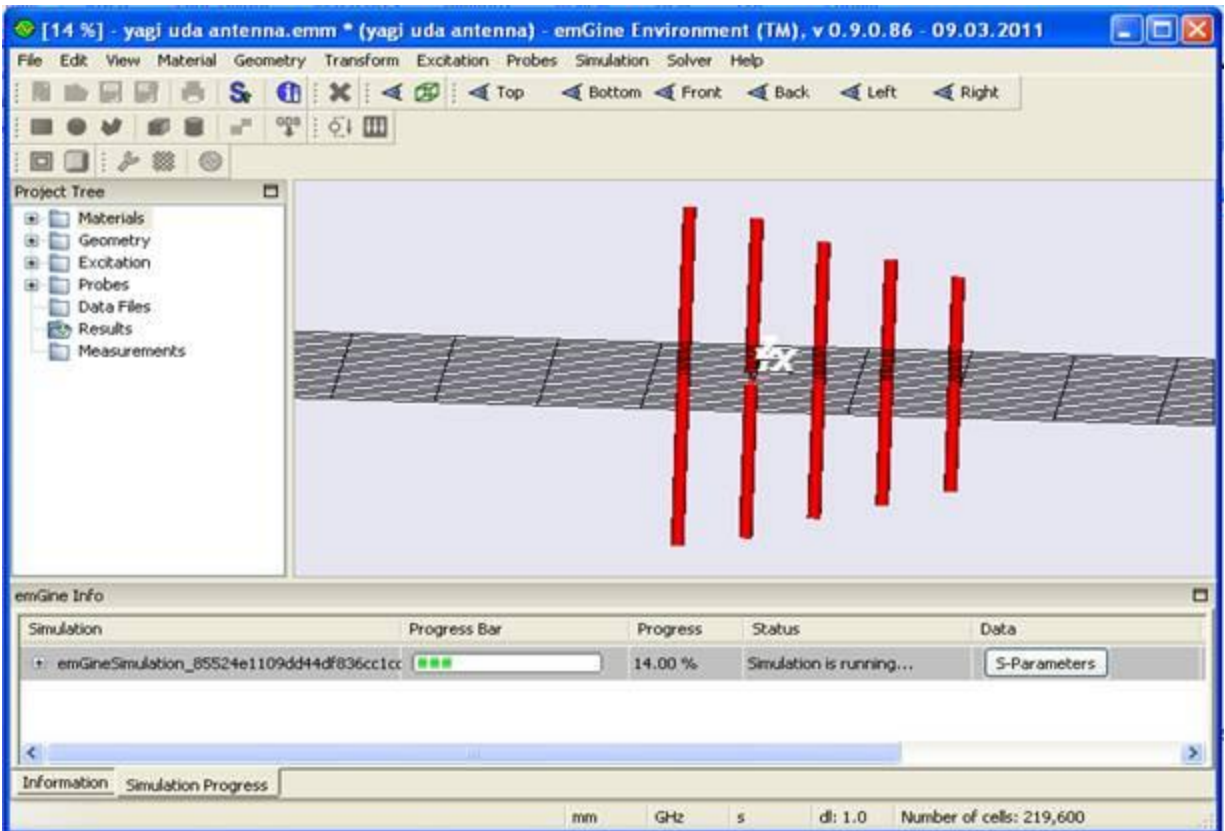 [14 %] - yagi uda antenna.emm * (yagi uda antenna) - emGine Environment (TM), v 0.9.0.86 - 09.03.2011
File Edit View Material Geometry Transform Excitation Probes Simulation Solver Help
Top Bottom Front Back Left Right
Project Tree
Materials
Geometry
Excitation
Probes
Data Files
Results
Measurements
X
emGine Info
Simulation Progress Bar Progress Status Data
emGineSimulation_85524e1109dd44df836cc1cc 14.00 % Simulation is running... S-Parameters
Information Simulation Progress
mm GHz s dl: 1.0 Number of cells: 219,600